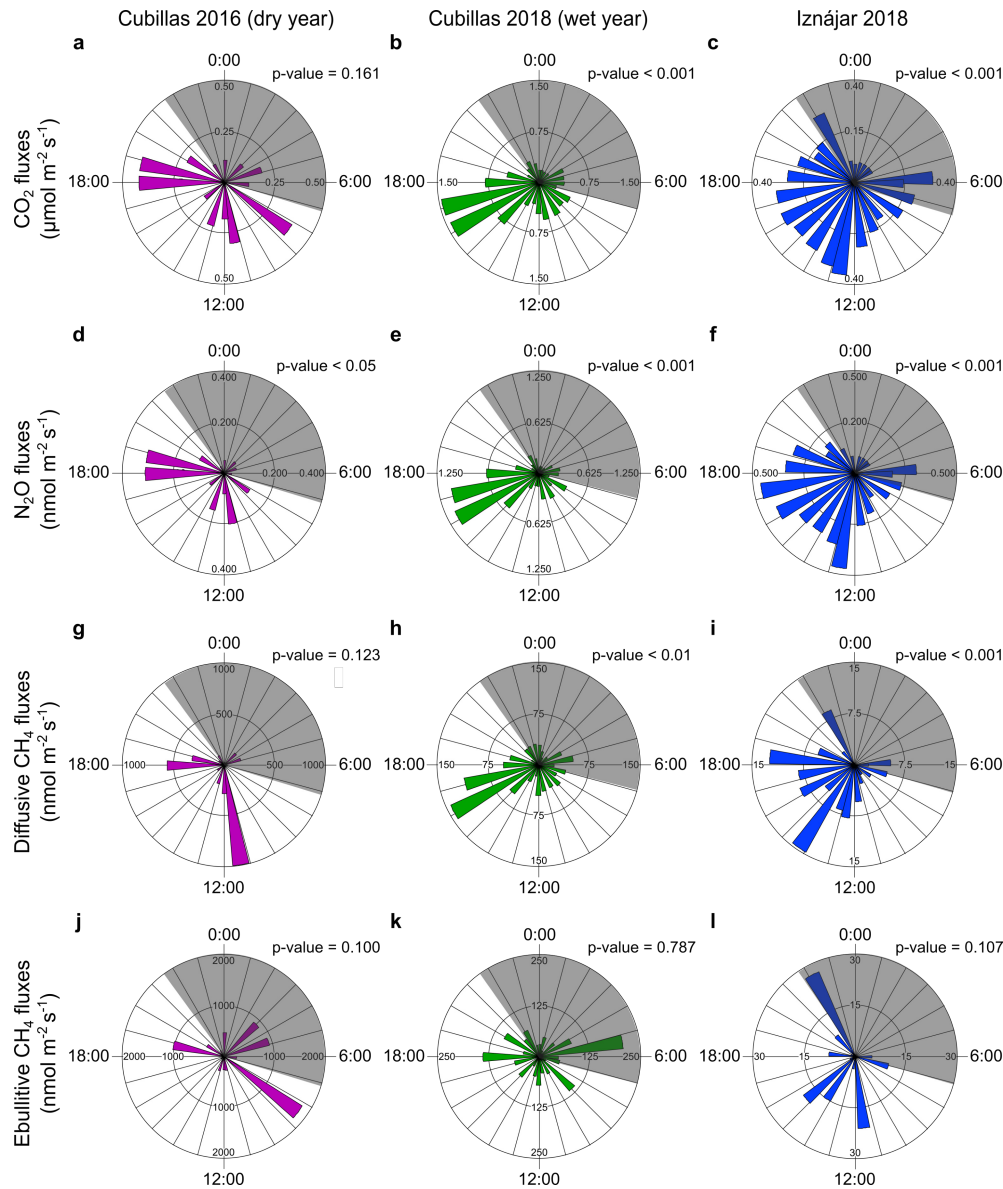 Cubillas 2016 (dry year) Cubillas 2018 (wet year) Iznájar 2018
a b c
0:00 0:00 0:00
p-value = 0.161 p-value < 0.001 p-value < 0.001
0.50 1.50 0.40
0.25 0.75 0.15
CO2 fluxes
(µmol m-2 s-1)
18:00 0.25 0.50 6:00 18:00 1.50 0.75 1.50 6:00 18:00 0.40 0.40 6:00
0.75
0.50 1.50 0.40
12:00 12:00 12:00
d e f
0:00 0:00 0:00
p-value < 0.05 p-value < 0.001 p-value < 0.001
0.400 1.250 0.500
0.200 0.625 0.200
N2O fluxes
(nmol m-2 s-1)
18:00 0.200 0.400 6:00 18:00 1.250 0.625 1.250 6:00 18:00 0.500 0.500 6:00
0.625
0.400 1.250
12:00 12:00 12:00
g h i
0:00 0:00 0:00
p-value = 0.123 p-value < 0.01 p-value < 0.001
1000 150 15
500 75 7.5
Diffusive CH4 fluxes
(nmol m-2 s-1)
18:00 1000 500 1000 6:00 18:00 150 75 75 150 6:00 18:00 15 7.5 15 6:00
75
150 15
12:00 12:00 12:00
j k l
0:00 0:00 0:00
p-value = 0.100 p-value = 0.787 p-value = 0.107
2000 250 30
1000 125 15
Ebullitive CH4 fluxes
(nmol m-2 s-1)
18:00 2000 1000 1000 2000 6:00 18:00 250 125 250 6:00 18:00 30 15 15 30 6:00
1000 125
2000 250 30
12:00 12:00 12:00